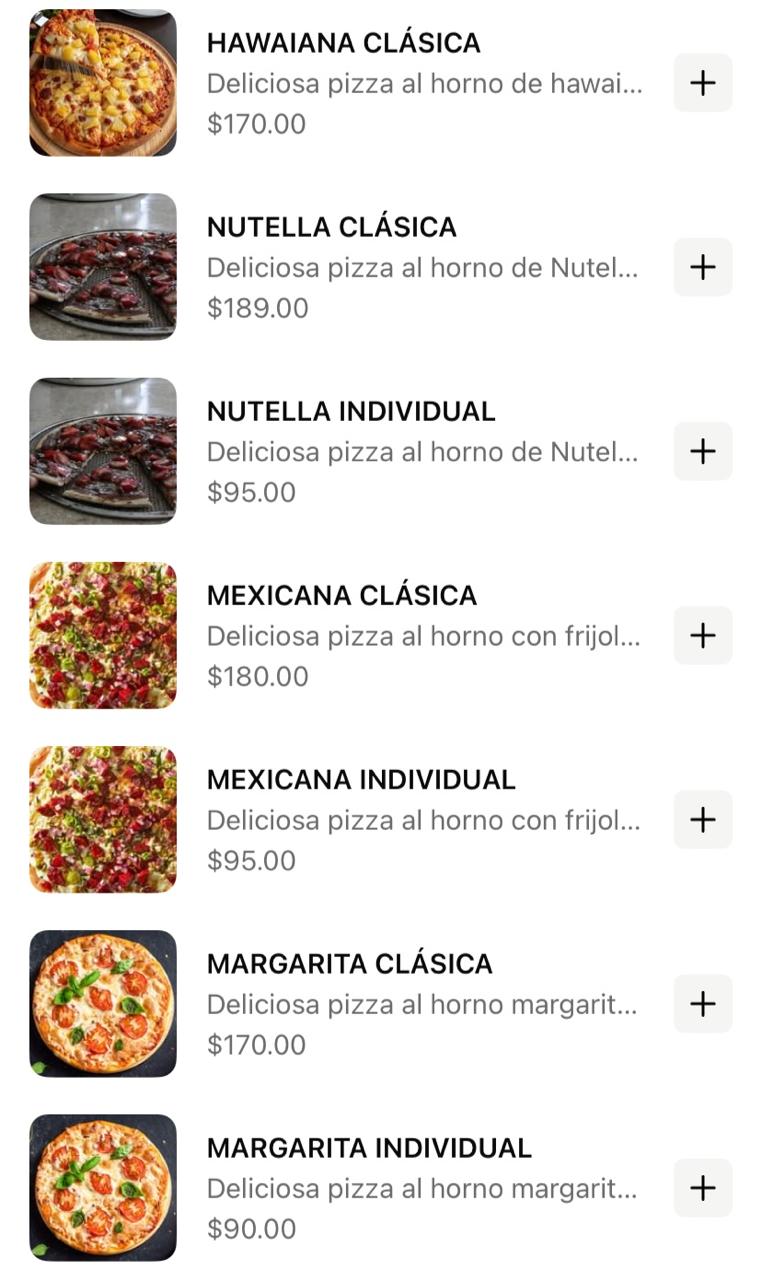 HAWAIANA CLÁSICA
Deliciosa pizza al horno de hawai...
$170.00
NUTELLA CLÁSICA
Deliciosa pizza al horno de Nutel...
$189.00
NUTELLA INDIVIDUAL
Deliciosa pizza al horno de Nutel...
$95.00
MEXICANA CLÁSICA
Deliciosa pizza al horno con frijol...
$180.00
MEXICANA INDIVIDUAL
Deliciosa pizza al horno con frijol...
$95.00
MARGARITA CLÁSICA
Deliciosa pizza al horno margarit...
$170.00
MARGARITA INDIVIDUAL
Deliciosa pizza al horno margarit...
$90.00